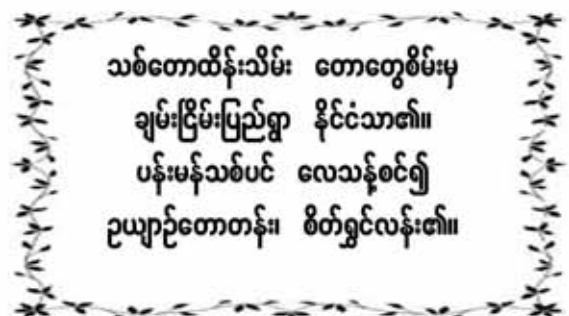 သစ်တောထိန်းသိမ်း တောတွေစိမ်းမှ
ချမ်းငြိမ်းပြည်ရွာ နိုင်ငံသာ၏။
ပန်းမန်သစ်ပင် လေသန့်စင်၍
ဥယျာဉ်တောတန်း၊ စိတ်ရွှင်လန်း၏။